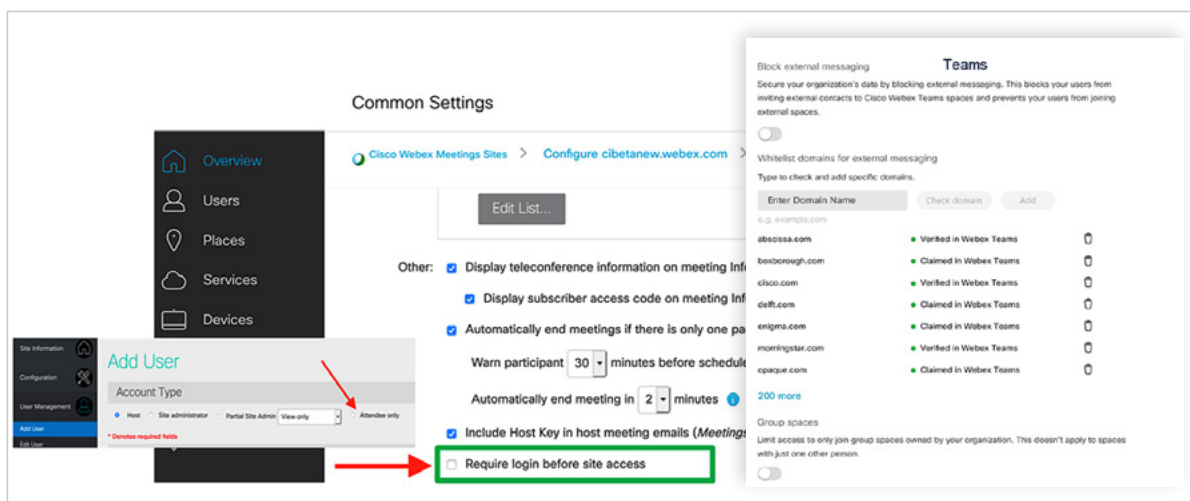 Common Settings
Overview
Users
Places
Services
Devices
Cisco Webex Meetings Sites > Configure cibetanew.webex.com >
Edit List...
Other: Display teleconference information on meeting Inf
Display subscriber access code on meeting Inf
Automatically end meetings if there is only one pa
Warn participant 30 minutes before schedule
Automatically end meeting in 2 minutes
Include Host Key in host meeting emails (Meetings
Require login before site access
Site Information
Configuration
User Management
Add User
Edit User
Add User
Account Type
Host Site administrator Partial Site Admin View only Attendee only
* Denotes required fields
Teams
Block external messaging
Secure your organization's data by blocking external messaging. This blocks your users from
inviting external contacts to Cisco Webex Teams spaces and prevents your users from joining
external spaces.
Whitelist domains for external messaging
Type to check and add specific domains.
Enter Domain Name Check domain Add
e.g. example.com
abscissa.com Verified in Webex Teams
boxborough.com Claimed in Webex Teams
cisco.com Verified in Webex Teams
delft.com Claimed in Webex Teams
enigma.com Claimed in Webex Teams
morningstar.com Verified in Webex Teams
opaque.com Claimed in Webex Teams
200 more
Group spaces
Limit access to only join group spaces owned by your organization. This doesn't apply to spaces
with just one other person.